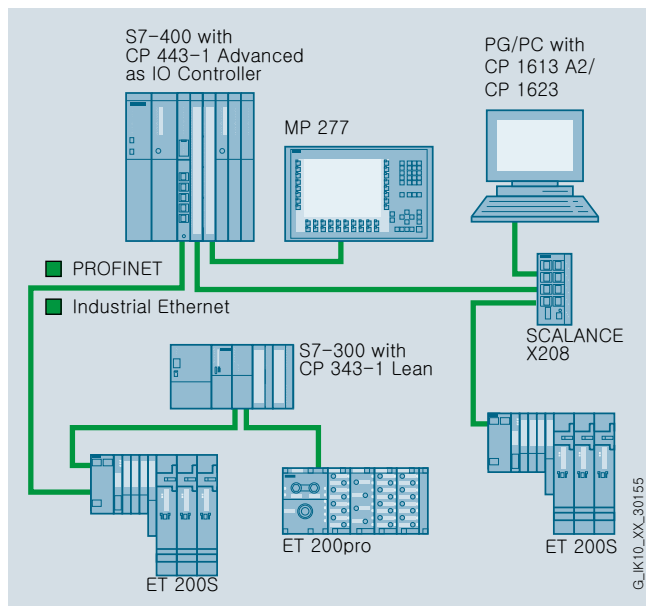 S7-400 with
CP 443-1 Advanced
as IO Controller
PG/PC with
CP 1613 A2/
CP 1623
MP 277
PROFINET
Industrial Ethernet
SCALANCE
X208
S7-300 with
CP 343-1 Lean
ET 200S
ET 200pro
ET 200S
G_IK10_XX_30155